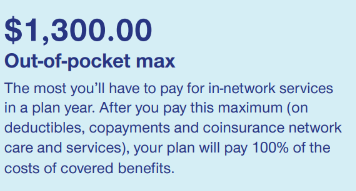 $1,300.00
Out-of-pocket max
The most you'll have to pay for in-network services
in a plan year. After you pay this maximum (on
deductibles, copayments and coinsurance network
care and services), your plan will pay 100% of the
costs of covered benefits.